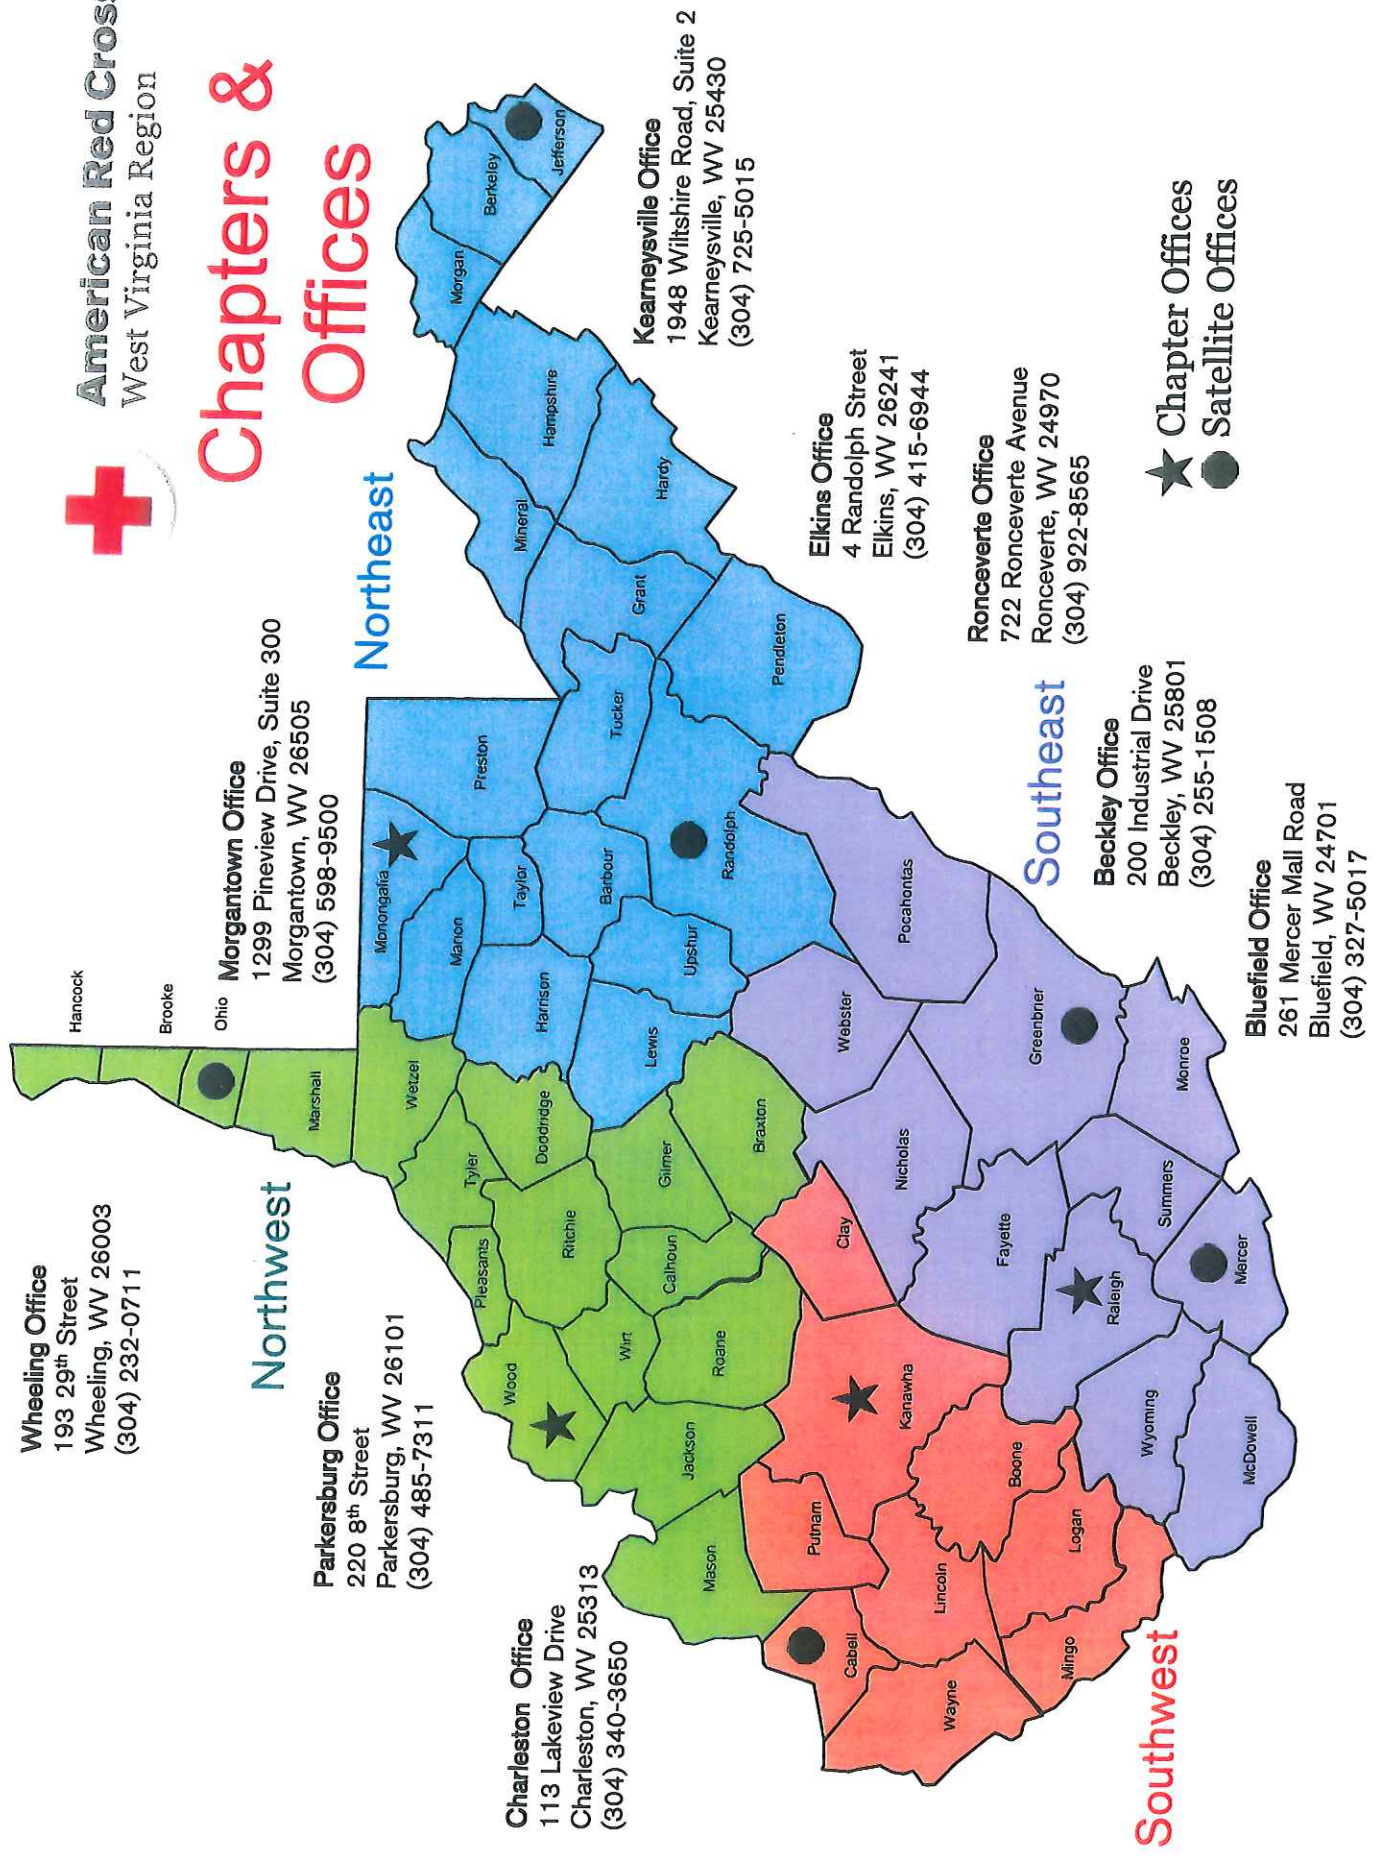 American Red Cross
West Virginia Region
Chapters &
Offices
Wheeling Office
193 29th Street
Wheeling, WV 26003
(304) 232-0711
Hancock
Brooke
Ohio
Morgantown Office
1299 Pineview Drive, Suite 300
Morgantown, WV 26505
(304) 598-9500
Northwest
Northeast
Parkersburg Office
220 8th Street
Parkersburg, WV 26101
(304) 485-7311
Charleston Office
113 Lakeview Drive
Charleston, WV 25313
(304) 340-3650
Kearneysville Office
1948 Wiltshire Road, Suite 2
Kearneysville, WV 25430
(304) 725-5015
Elkins Office
4 Randolph Street
Elkins, WV 26241
(304) 415-6944
Ronceverte Office
722 Ronceverte Avenue
Ronceverte, WV 24970
(304) 922-8565
Southeast
Beckley Office
200 Industrial Drive
Beckley, WV 25801
(304) 255-1508
Bluefield Office
261 Mercer Mall Road
Bluefield, WV 24701
(304) 327-5017
Southwest
Chapter Offices
Satellite Offices
Marshall
Wetzel
Monongalia
Marion
Preston
Morgan
Berkeley
Jefferson
Mineral
Hampshire
Hardy
Grant
Tucker
Pendleton
Taylor
Barbour
Randolph
Harrison
Upshur
Lewis
Tyler
Doodridge
Pleasants
Ritchie
Wood
Wirt
Calhoun
Gilmer
Braxton
Roane
Jackson
Mason
Clay
Kanawha
Putnam
Cabell
Lincoln
Boone
Wayne
Logan
Mingo
Webster
Pocahontas
Nicholas
Greenbrier
Fayette
Monroe
Summers
Raleigh
Mercer
Wyoming
McDowell